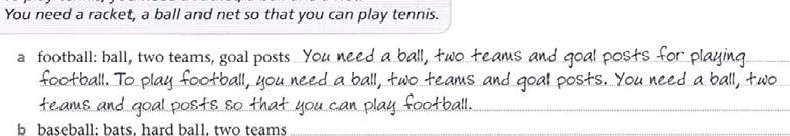 You need a racket, a ball and net so that you can play tennis.
a football: ball, two teams, goal posts You need a ball, two teams and goal posts for playing
football. To play football, you need a ball, two teams and goal posts. You need a ball, two
teams and goal posts so that you can play football.
b baseball: bats, hard ball, two teams